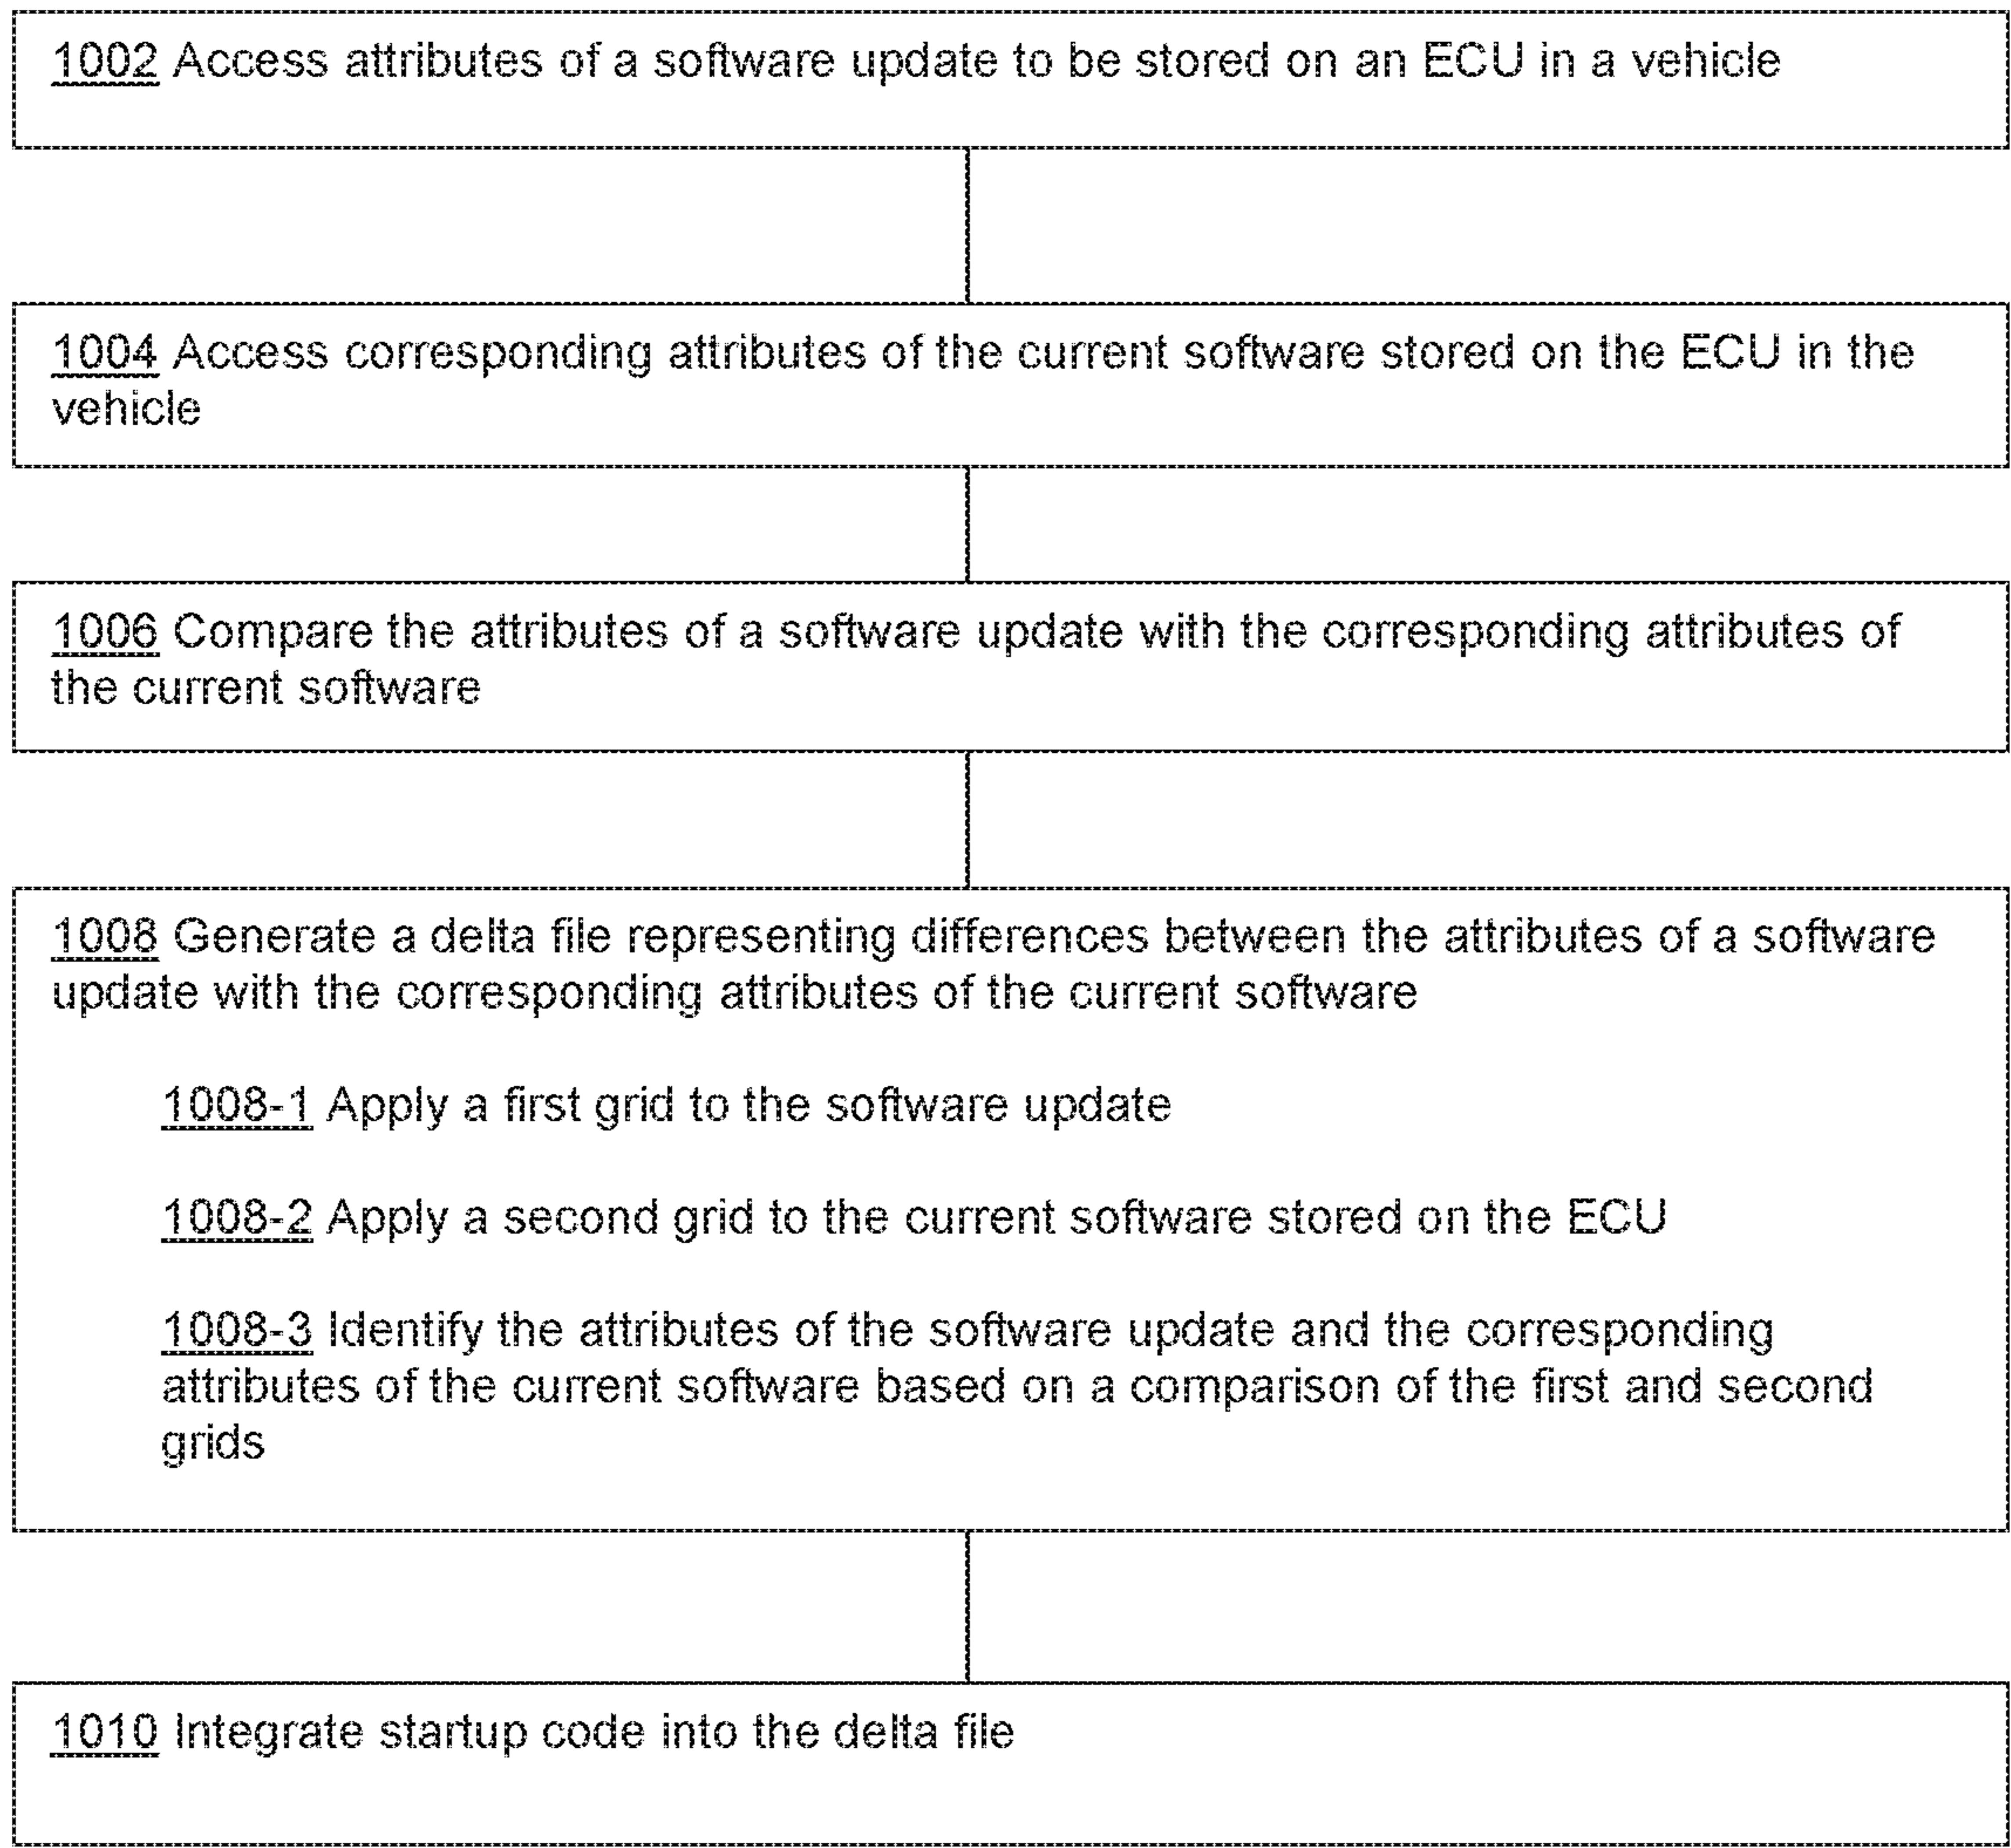 1002 Access attributes of a software update to be stored on an ECU in a vehicle
1004 Access corresponding attributes of the current software stored on the ECU in the
vehicle
1006 Compare the attributes of a software update with the corresponding attributes of
the current software
1008 Generate a delta file representing differences between the attributes of a software
update with the corresponding attributes of the current software
1008-1 Apply a first grid to the software update
1008-2 Apply a second grid to the current software stored on the ECU
1008-3 Identify the attributes of the software update and the corresponding
attributes of the current software based on a comparison of the first and second
grids
1010 Integrate startup code into the delta file